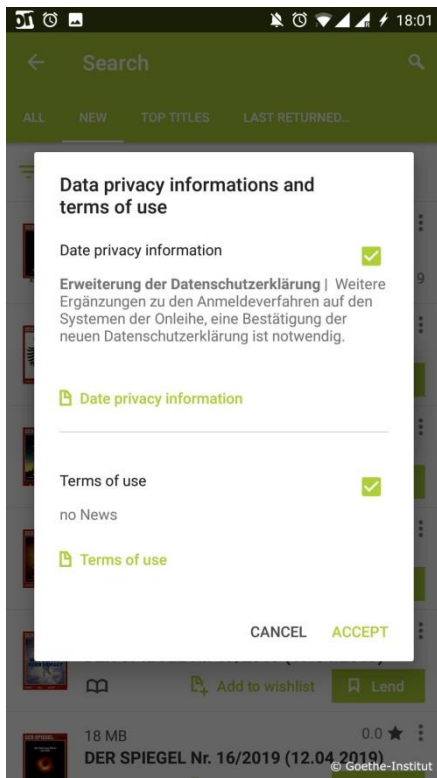 18:01
Search
ALL NEW TOP TITLES LAST RETURNED...
Data privacy informations and
terms of use
Date privacy information
9
Erweiterung der Datenschutzerklärung | Weitere
Ergänzungen zu den Anmeldeverfahren auf den
Systemen der Onleihe, eine Bestätigung der
neuen Datenschutzerklärung ist notwendig.
Date privacy information
Terms of use
no News
Terms of use
CANCEL ACCEPT
Add to wishlist Lend
18 MB 0.0
DER SPIEGEL Nr. 16/2019 (12.04.2019)
© Goethe-Institut